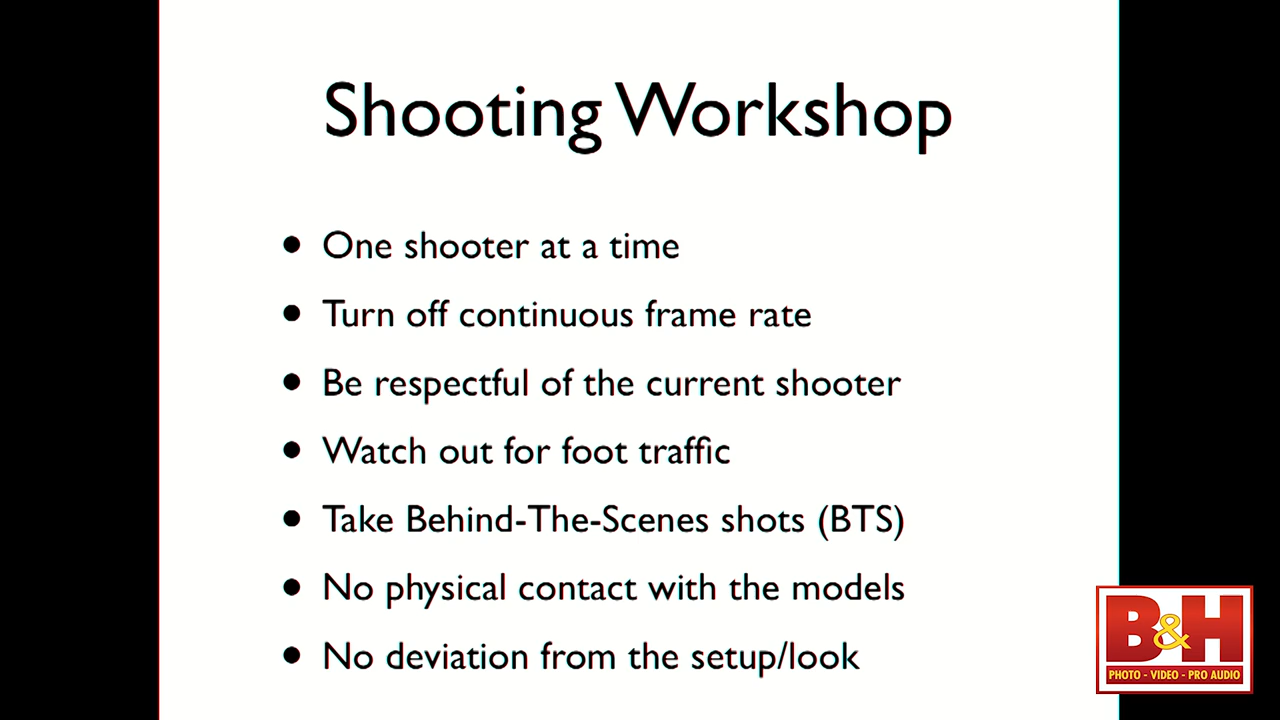 Shooting Workshop
• One shooter at a time
• Turn off continuous frame rate
• Be respectful of the current shooter
• Watch out for foot traffic
• Take Behind-The-Scenes shots (BTS)
• No physical contact with the models
• No deviation from the setup/look
B&H
PHOTO - VIDEO - PRO AUDIO